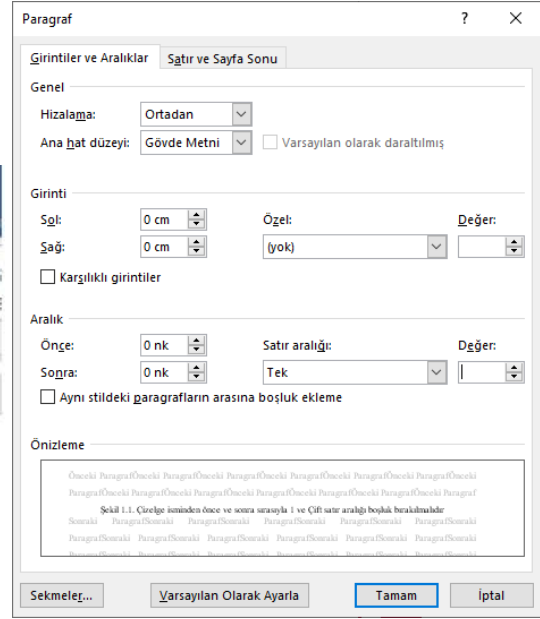 Paragraf
Girintiler ve Aralıklar Satır ve Sayfa Sonu
Genel
Hizalama: Ortadan
Ana hat düzeyi: Gövde Metni Varsayılan olarak daraltılmış
Girinti
Sol: 0 cm Özel: Değer:
Sağ: 0 cm (yok)
Karşılıklı girintiler
Aralık
Önce: 0 nk Satır aralığı: Değer:
Sonra: 0 nk Tek
Aynı stildeki paragrafların arasına boşluk ekleme
Önizleme
Önceki ParagrafÖnceki ParagrafÖnceki ParagrafÖnceki ParagrafÖnceki ParagrafÖnceki
ParagrafÖnceki ParagrafÖnceki ParagrafÖnceki ParagrafÖnceki ParagrafÖnceki Paragraf
Şekil 1.1. Çizelge isminden önce ve sonra sırasıyla 1 ve Çift satır aralığı boşluk bırakılmalıdır
Sonraki ParagrafSonraki ParagrafSonraki ParagrafSonraki ParagrafSonraki
ParagrafSonraki ParagrafSonraki ParagrafSonraki ParagrafSonraki ParagrafSonraki
Sekmeler... Varsayılan Olarak Ayarla Tamam İptal